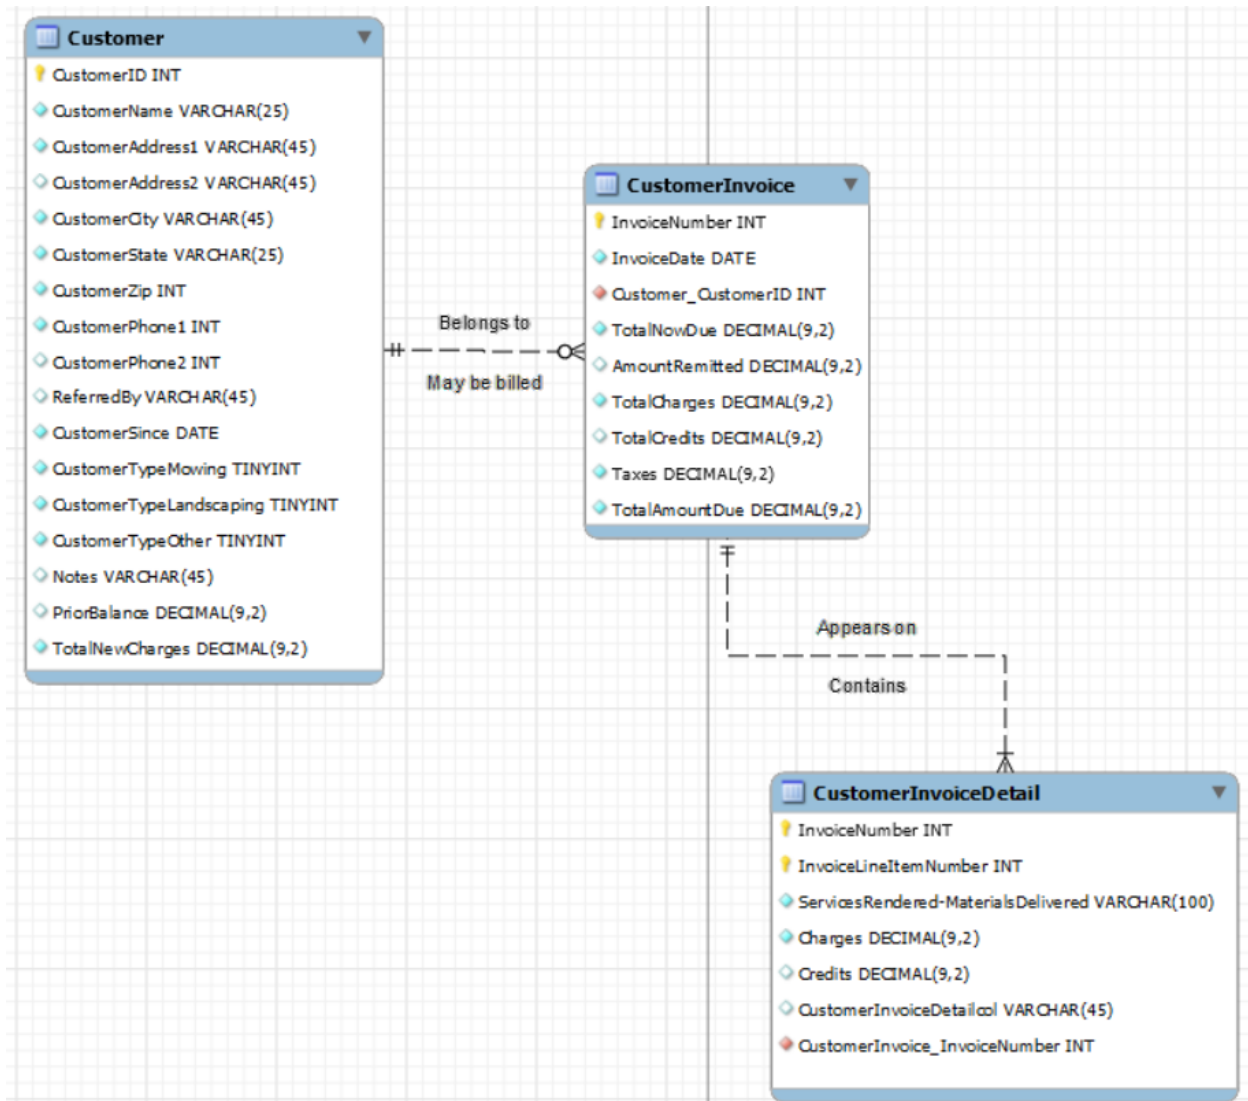 Customer
CustomerID INT
CustomerName VARCHAR(25)
CustomerAddress1 VARCHAR(45)
CustomerAddress2 VARCHAR(45)
CustomerCity VARCHAR(45)
CustomerState VARCHAR(25)
CustomerZip INT
CustomerPhone1 INT
CustomerPhone2 INT
ReferredBy VARCHAR(45)
CustomerSince DATE
CustomerTypeMowing TINYINT
CustomerTypeLandscaping TINYINT
CustomerTypeOther TINYINT
Notes VARCHAR(45)
PriorBalance DECIMAL(9,2)
TotalNewCharges DECIMAL(9,2)
Belongs to
May be billed
CustomerInvoice
InvoiceNumber INT
InvoiceDate DATE
Customer_CustomerID INT
TotalNowDue DECIMAL(9,2)
AmountRemitted DECIMAL(9,2)
TotalCharges DECIMAL(9,2)
TotalCredits DECIMAL(9,2)
Taxes DECIMAL(9,2)
TotalAmountDue DECIMAL(9,2)
Appears on
Contains
CustomerInvoiceDetail
InvoiceNumber INT
InvoiceLineItemNumber INT
ServicesRendered-MaterialsDelivered VARCHAR(100)
Charges DECIMAL(9,2)
Credits DECIMAL(9,2)
CustomerInvoiceDetailcol VARCHAR(45)
CustomerInvoice_InvoiceNumber INT